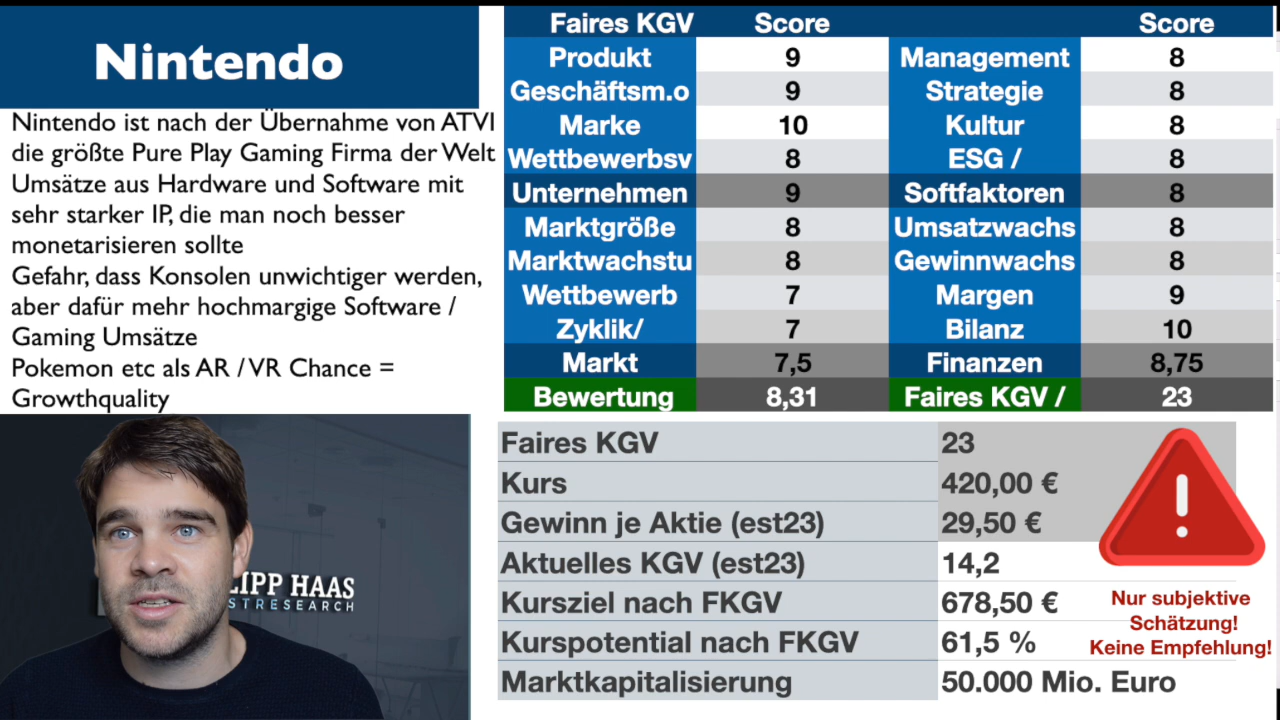 Nintendo
Nintendo ist nach der Übernahme von ATVI
die größte Pure Play Gaming Firma der Welt
Umsätze aus Hardware und Software mit
sehr starker IP, die man noch besser
monetarisieren sollte
Gefahr, dass Konsolen unwichtiger werden,
aber dafür mehr hochmargige Software /
Gaming Umsätze
Pokemon etc als AR / VR Chance =
Growthquality
LIPP HAAS
STRESEARCH
Faires KGV Score Score
Produkt 9 Management 8
Geschäftsm.o 9 Strategie 8
Marke 10 Kultur 8
Wettbewerbsv 8 ESG / 8
Unternehmen 9 Softfaktoren 8
Marktgröße 8 Umsatzwachs 8
Marktwachstu 8 Gewinnwachs 8
Wettbewerb 7 Margen 9
Zyklik/ 7 Bilanz 10
Markt 7,5 Finanzen 8,75
Bewertung 8,31 Faires KGV / 23
Faires KGV 23
Kurs 420,00 €
Gewinn je Aktie (est23) 29,50 €
Aktuelles KGV (est23) 14,2
Kursziel nach FKGV 678,50 €
Kurspotential nach FKGV 61,5 %
Marktkapitalisierung 50.000 Mio. Euro
Nur subjektive
Schätzung!
Keine Empfehlung!